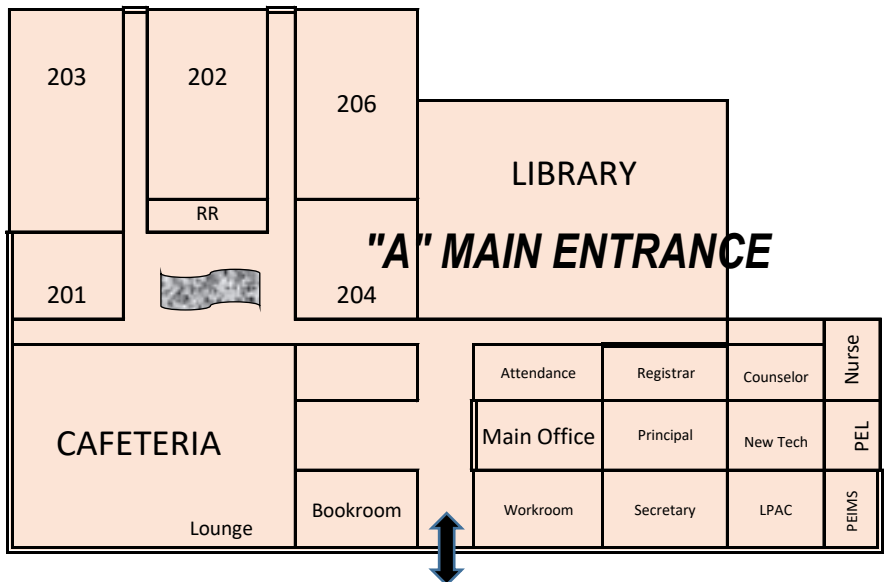 203
202
206
LIBRARY
RR
"A" MAIN ENTRANCE
201
204
Nurse
Attendance
Registrar
Counselor
CAFETERIA
Main Office
Principal
New Tech
PEL
Bookroom
Workroom
Secretary
LPAC
PEIMS
Lounge